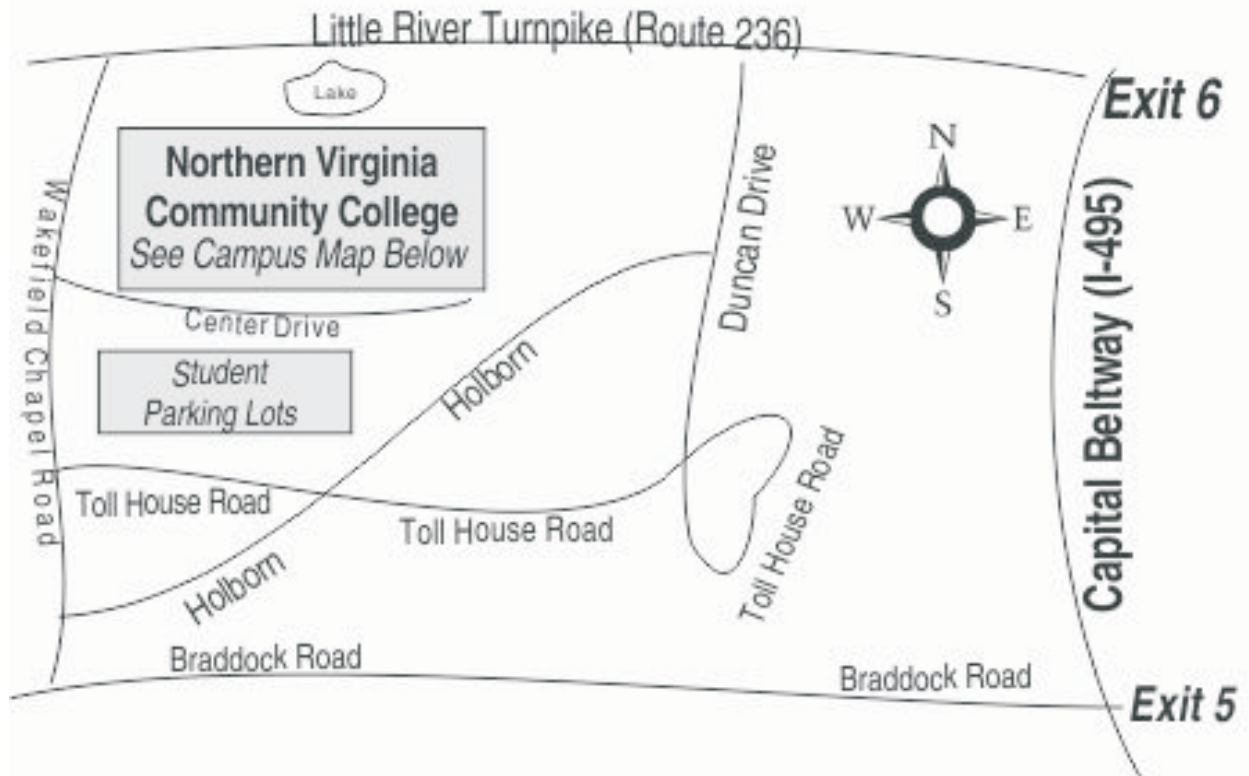 Little River Turnpike (Route 236)
Lake
Exit 6
Northern Virginia
Community College
See Campus Map Below
N
W
E
S
Wakefield Chapel Road
Duncan Drive
Capital Beltway (I-495)
Center Drive
Student
Parking Lots
Holborn
Toll House Road
Toll House Road
Toll House Road
Holborn
Braddock Road
Braddock Road
Exit 5